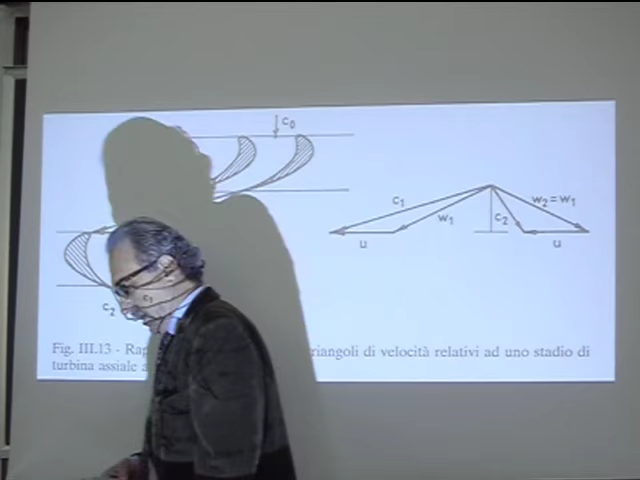 c₀
c₁
w₂=w₁
w₁
c₂
u
u
c₁
c₂
Fig. III.13 - riangoli di velocità relativi ad uno stadio di
turbina assiale